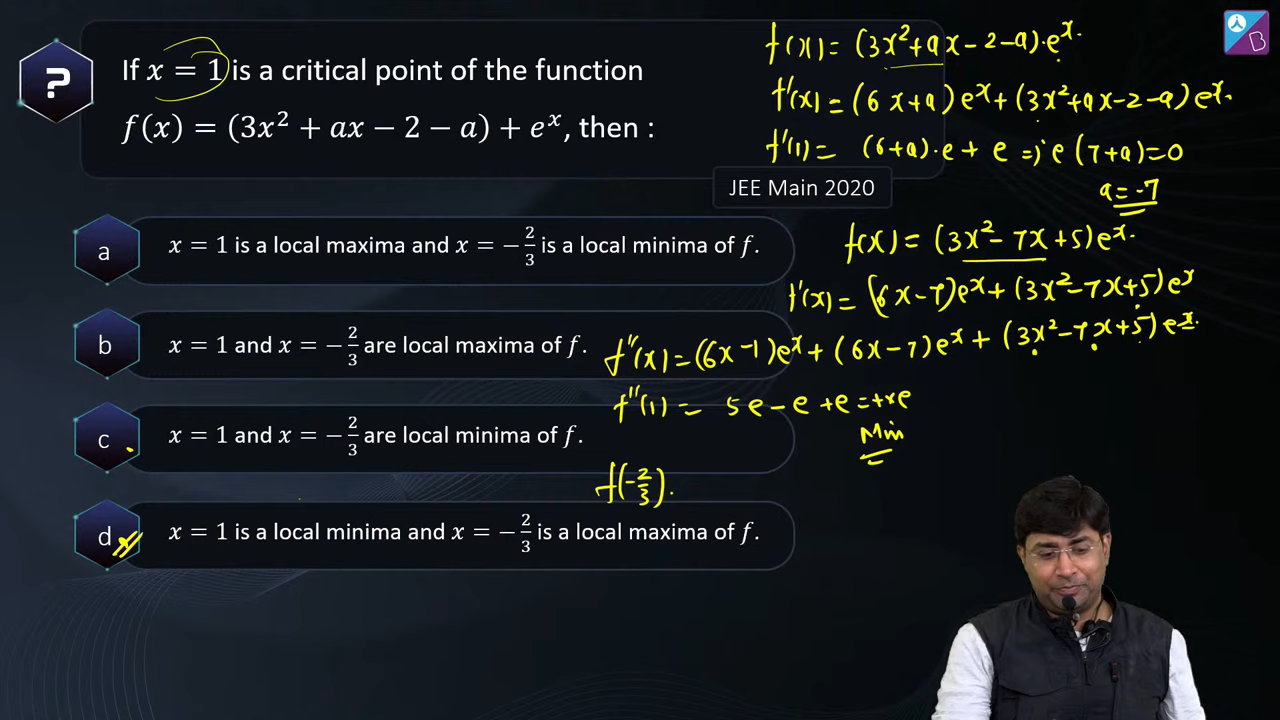 ?
If x = 1 is a critical point of the function
f(x) = (3x² + ax − 2 − a) + eˣ, then :
JEE Main 2020
a x = 1 is a local maxima and x = −2/3 is a local minima of f.
b x = 1 and x = −2/3 are local maxima of f.
c x = 1 and x = −2/3 are local minima of f.
d x = 1 is a local minima and x = −2/3 is a local maxima of f.
f(x) = (3x²+ax−2−a)·eˣ.
f'(x) = (6x+a)eˣ+(3x²+ax−2−a)eˣ.
f'(1) = (6+a)·e + e ⇒ e(7+a)=0
a = −7
f(x) = (3x²−7x+5)eˣ.
f'(x) = (6x−7)eˣ+(3x²−7x+5)eˣ
f''(x) = (6x−1)eˣ+(6x−7)eˣ+(3x²−7x+5)eˣ.
f''(1) = 5e − e + e = +ve
Min
f(−2/3).
B